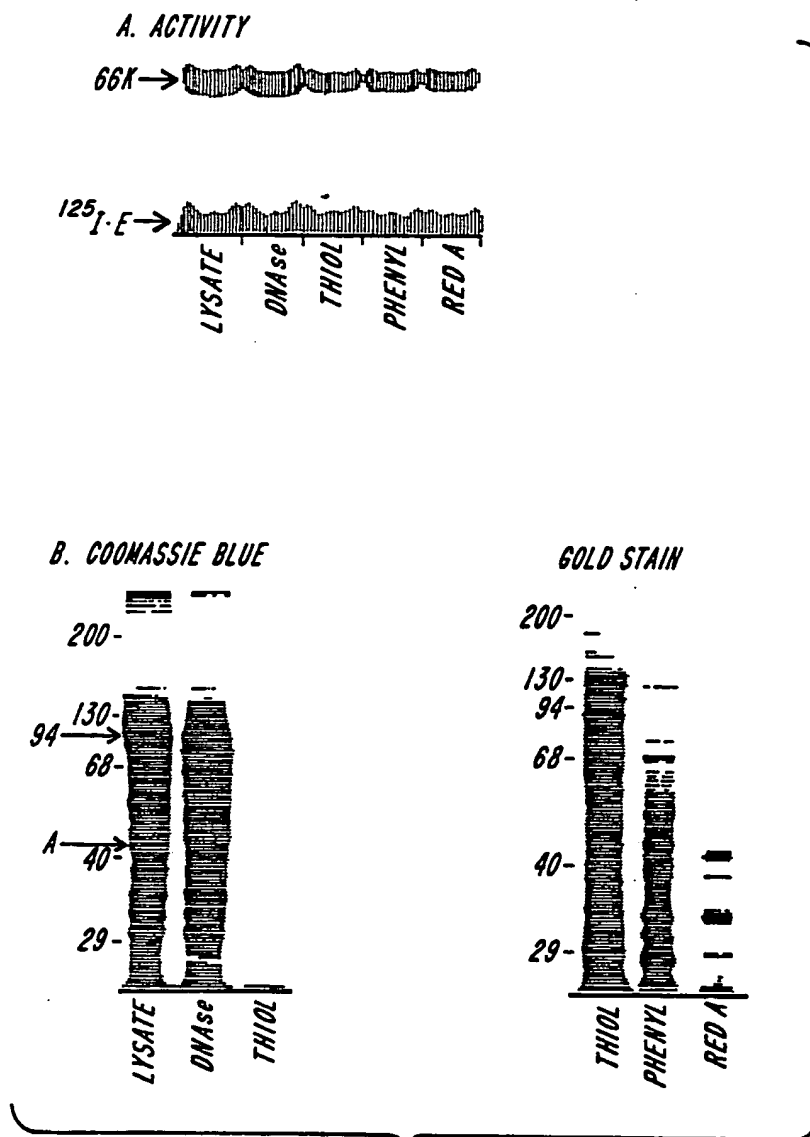 A. ACTIVITY
66K→
¹²⁵I·E→
LYSATE
DNAse
THIOL
PHENYL
RED A
B. COOMASSIE BLUE
200-
130-
94→
68-
A→
40-
29-
LYSATE
DNAse
THIOL
GOLD STAIN
200-
130-
94-
68-
40-
29-
THIOL
PHENYL
RED A